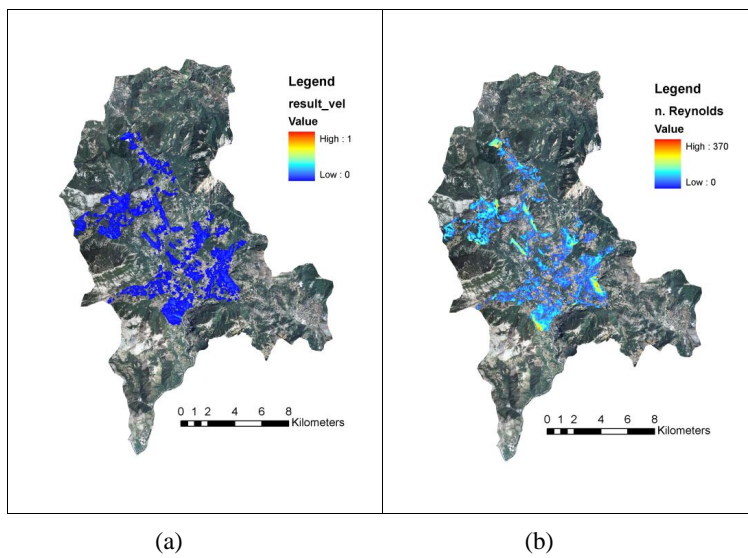 Legend
result_vel
Value
High : 1
Low : 0
0 1 2 4 6 8
Kilometers
Legend
n. Reynolds
Value
High : 370
Low : 0
0 1 2 4 6 8
Kilometers
(a)
(b)